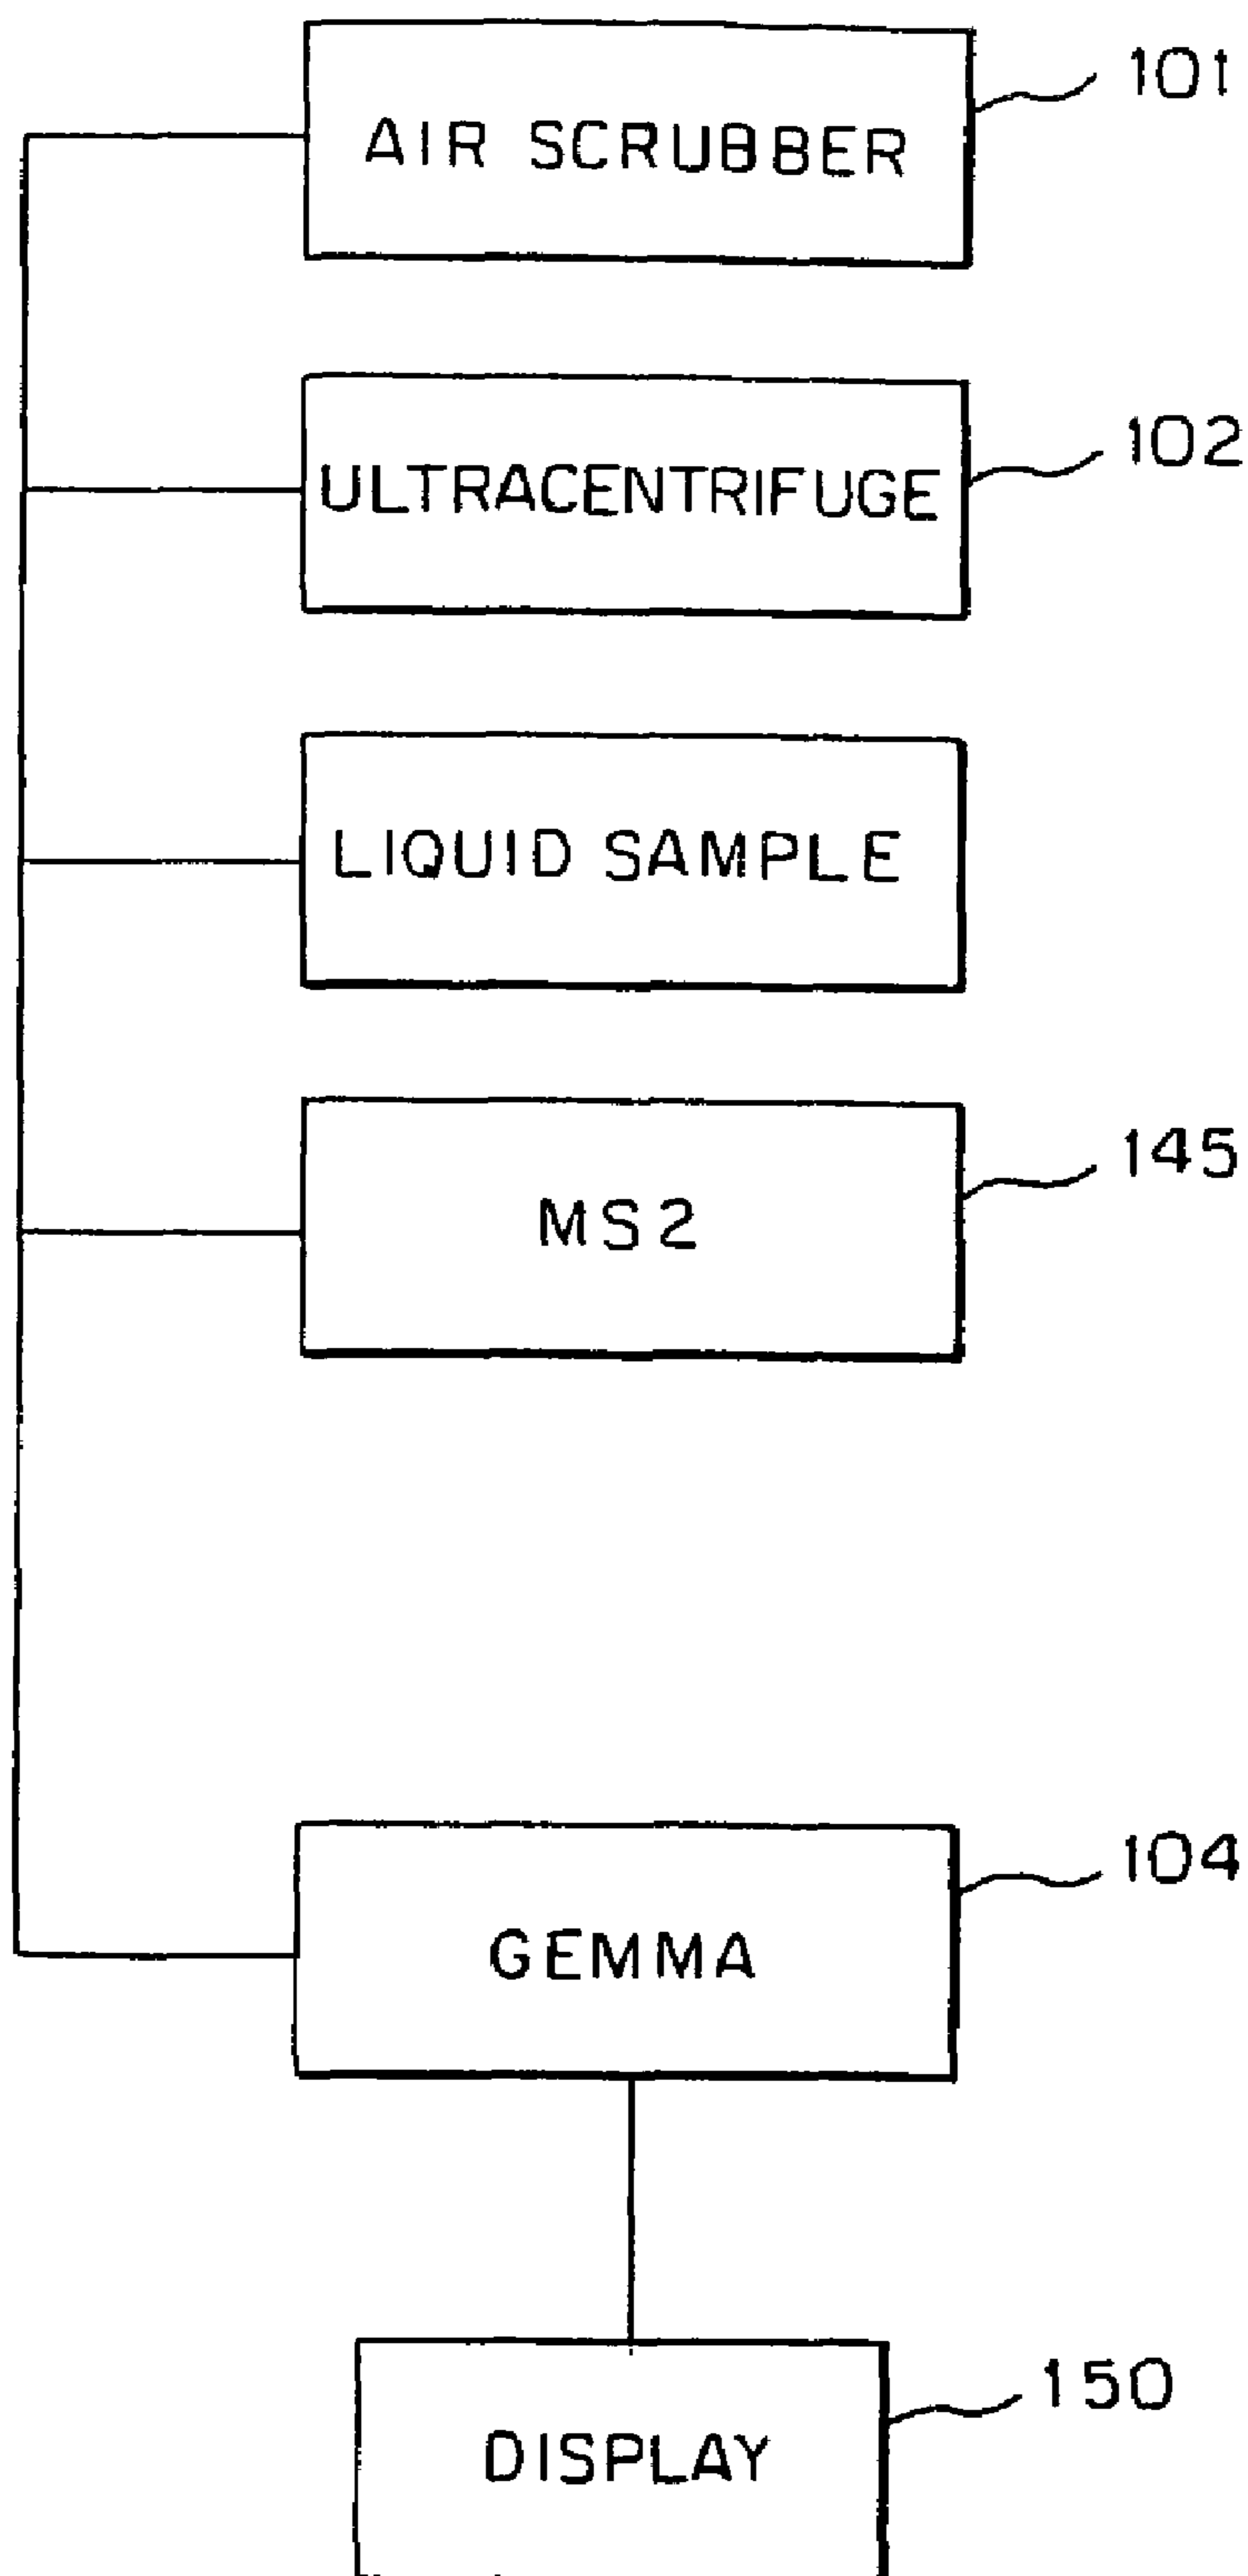 101
AIR SCRUBBER
102
ULTRACENTRIFUGE
LIQUID SAMPLE
145
MS2
104
GEMMA
150
DISPLAY